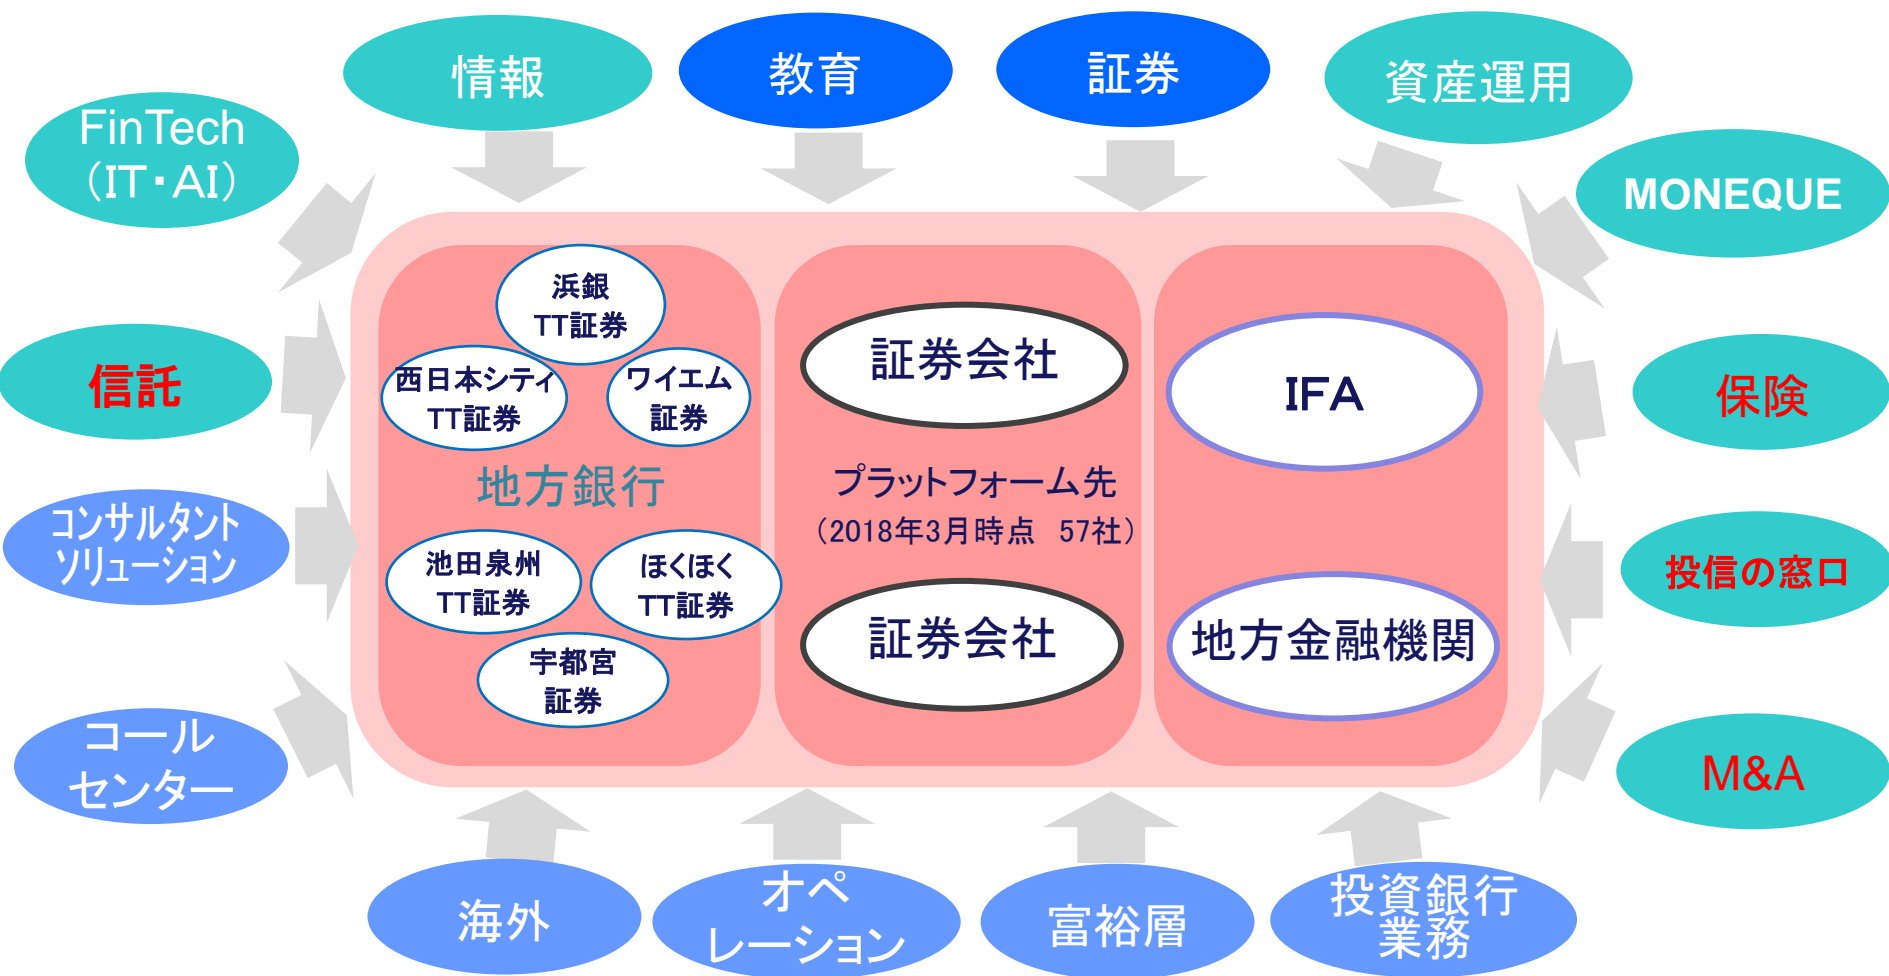 情報
教育
証券
資産運用
FinTech
（IT・AI）
MONEQUE
信託
保険
コンサルタント
ソリューション
投信の窓口
コール
センター
M&A
浜銀
TT証券
西日本シティ
TT証券
ワイエム
証券
地方銀行
池田泉州
TT証券
ほくほく
TT証券
宇都宮
証券
証券会社
プラットフォーム先
（2018年3月時点　57社）
証券会社
IFA
地方金融機関
海外
オペ
レーション
富裕層
投資銀行
業務